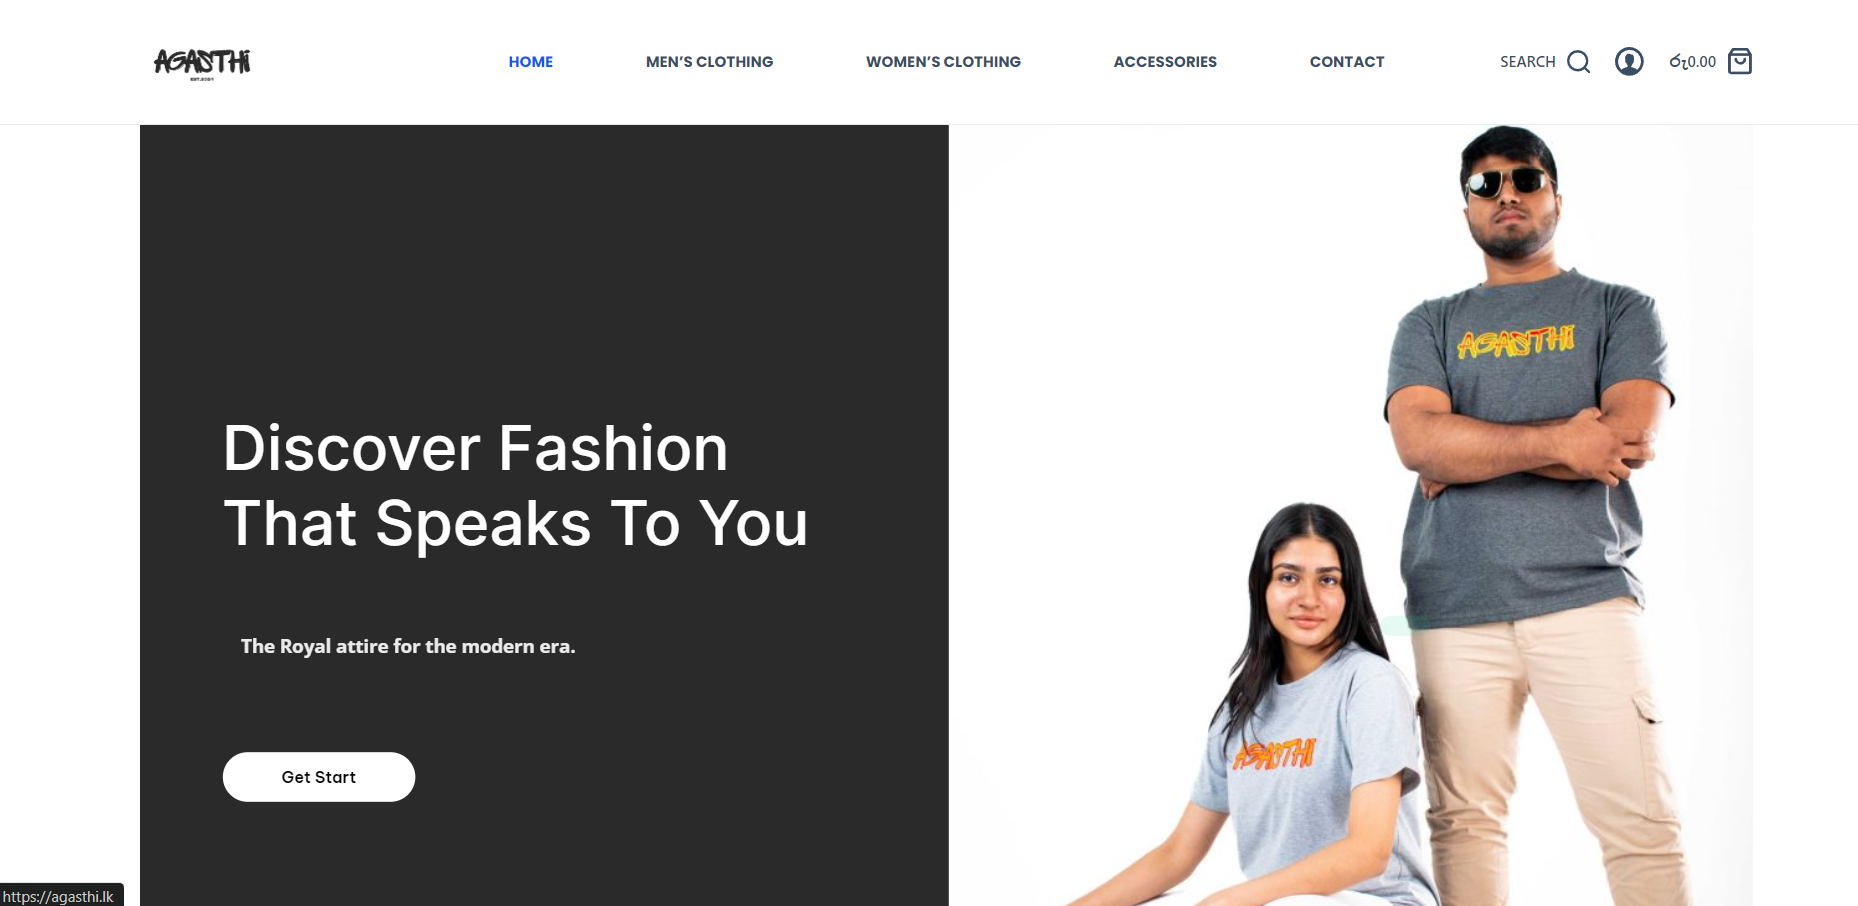 AGASTHI
EST.2024
HOME
MEN'S CLOTHING
WOMEN'S CLOTHING
ACCESSORIES
CONTACT
SEARCH
රු0.00
AGASTHI
Discover Fashion
That Speaks To You
The Royal attire for the modern era.
AGASTHI
Get Start
https://agasthi.lk